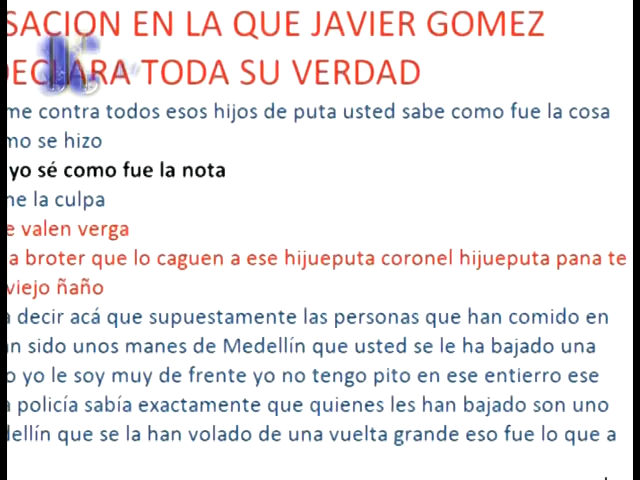 SACION EN LA QUE JAVIER GOMEZ
DECLARA TODA SU VERDAD
me contra todos esos hijos de puta usted sabe como fue la cosa
mo se hizo
yo sé como fue la nota
ne la culpa
e valen verga
a broter que lo caguen a ese hijueputa coronel hijueputa pana te
viejo ñaño
a decir acá que supuestamente las personas que han comido en
an sido unos manes de Medellín que usted se le ha bajado una
o yo le soy muy de frente yo no tengo pito en ese entierro ese
a policía sabía exactamente que quienes les han bajado son uno
dellín que se la han volado de una vuelta grande eso fue lo que a